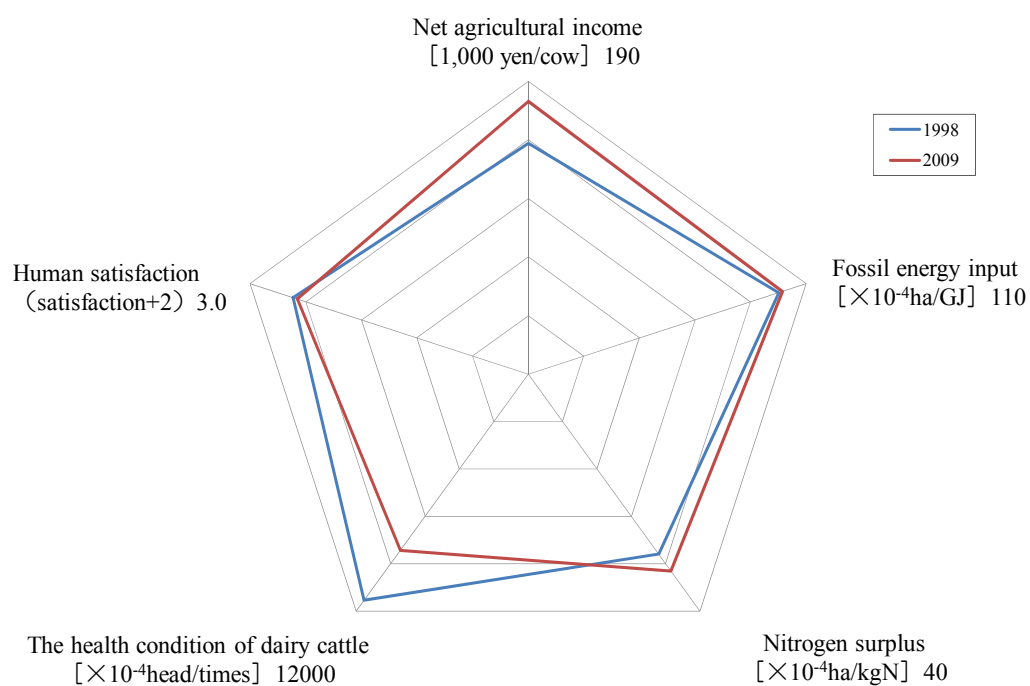 Net agricultural income
［1,000 yen/cow］190
1998
2009
Human satisfaction
（satisfaction+2）3.0
Fossil energy input
［×10-4ha/GJ］110
The health condition of dairy cattle
［×10-4head/times］12000
Nitrogen surplus
［×10-4ha/kgN］40